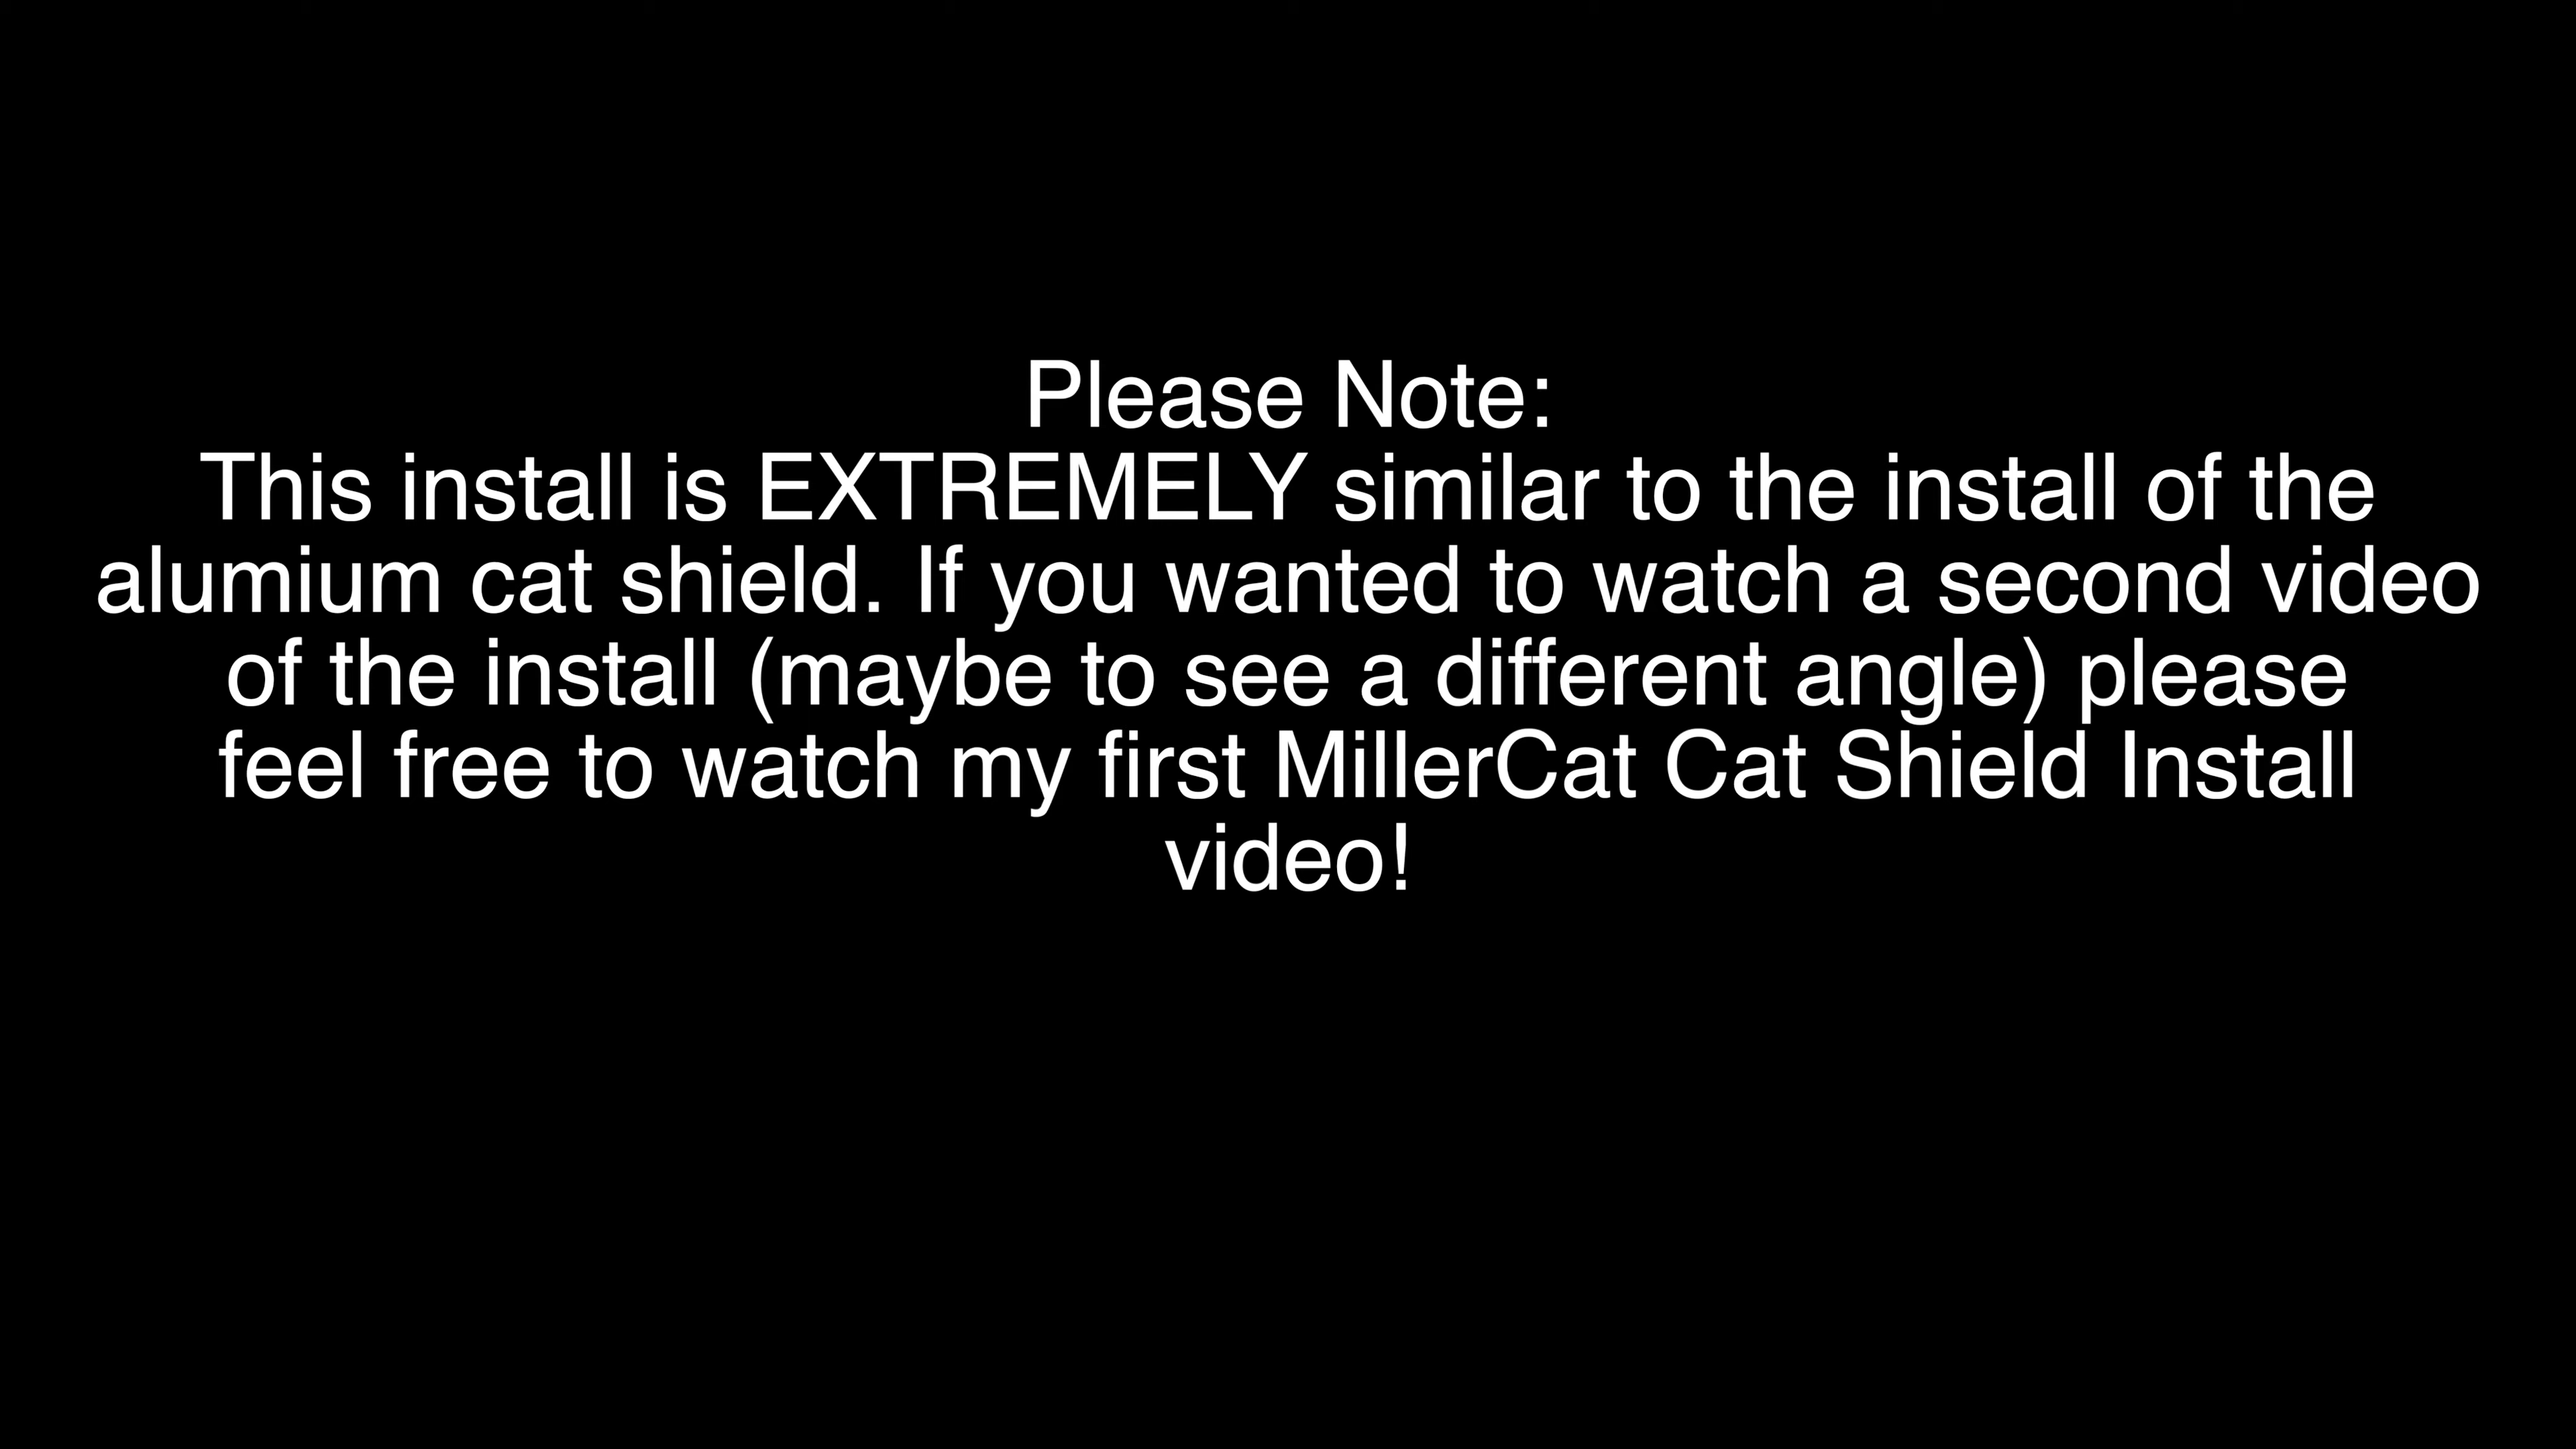 Please Note:
This install is EXTREMELY similar to the install of the
alumium cat shield. If you wanted to watch a second video
of the install (maybe to see a different angle) please
feel free to watch my first MillerCat Cat Shield Install
video!